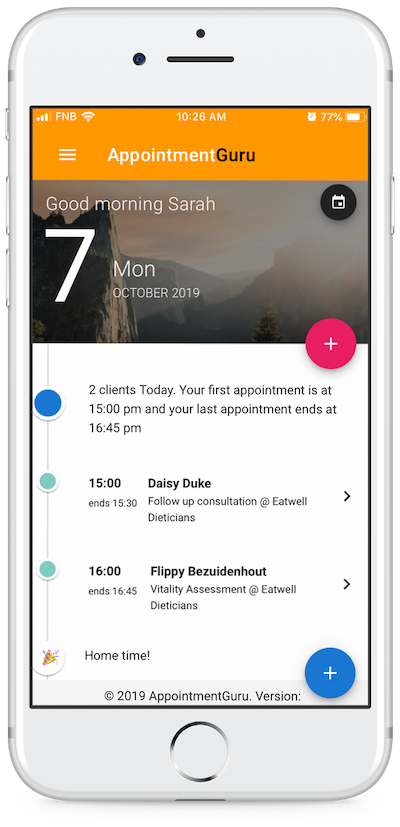 FNB 10:26 AM 77%
AppointmentGuru
Good morning Sarah
7
Mon
OCTOBER 2019
2 clients Today. Your first appointment is at
15:00 pm and your last appointment ends at
16:45 pm
15:00 Daisy Duke
ends 15:30 Follow up consultation @ Eatwell
Dieticians
16:00 Flippy Bezuidenhout
ends 16:45 Vitality Assessment @ Eatwell
Dieticians
Home time!
© 2019 AppointmentGuru. Version: